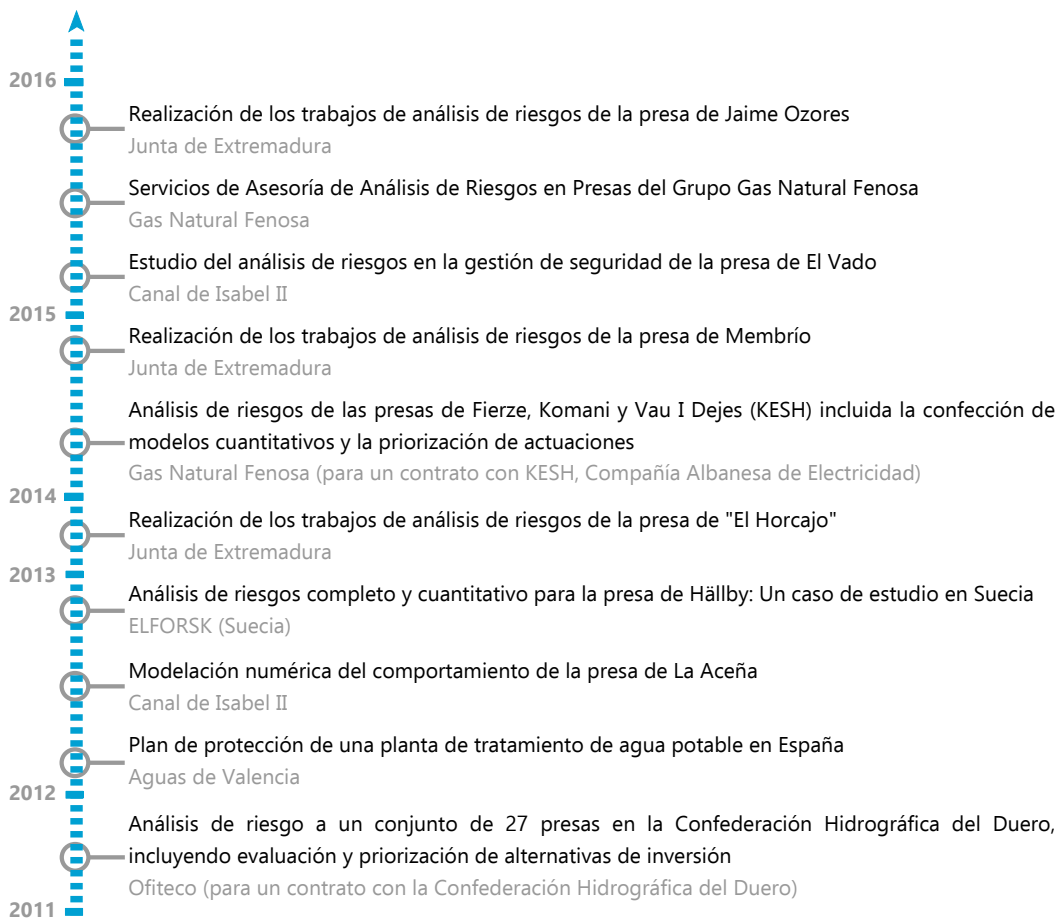 2016
Realización de los trabajos de análisis de riesgos de la presa de Jaime Ozores
Junta de Extremadura
Servicios de Asesoría de Análisis de Riesgos en Presas del Grupo Gas Natural Fenosa
Gas Natural Fenosa
Estudio del análisis de riesgos en la gestión de seguridad de la presa de El Vado
Canal de Isabel II
2015
Realización de los trabajos de análisis de riesgos de la presa de Membrío
Junta de Extremadura
Análisis de riesgos de las presas de Fierze, Komani y Vau I Dejes (KESH) incluida la confección de
modelos cuantitativos y la priorización de actuaciones
Gas Natural Fenosa (para un contrato con KESH, Compañía Albanesa de Electricidad)
2014
Realización de los trabajos de análisis de riesgos de la presa de "El Horcajo"
Junta de Extremadura
2013
Análisis de riesgos completo y cuantitativo para la presa de Hällby: Un caso de estudio en Suecia
ELFORSK (Suecia)
Modelación numérica del comportamiento de la presa de La Aceña
Canal de Isabel II
Plan de protección de una planta de tratamiento de agua potable en España
Aguas de Valencia
2012
Análisis de riesgo a un conjunto de 27 presas en la Confederación Hidrográfica del Duero,
incluyendo evaluación y priorización de alternativas de inversión
Ofiteco (para un contrato con la Confederación Hidrográfica del Duero)
2011